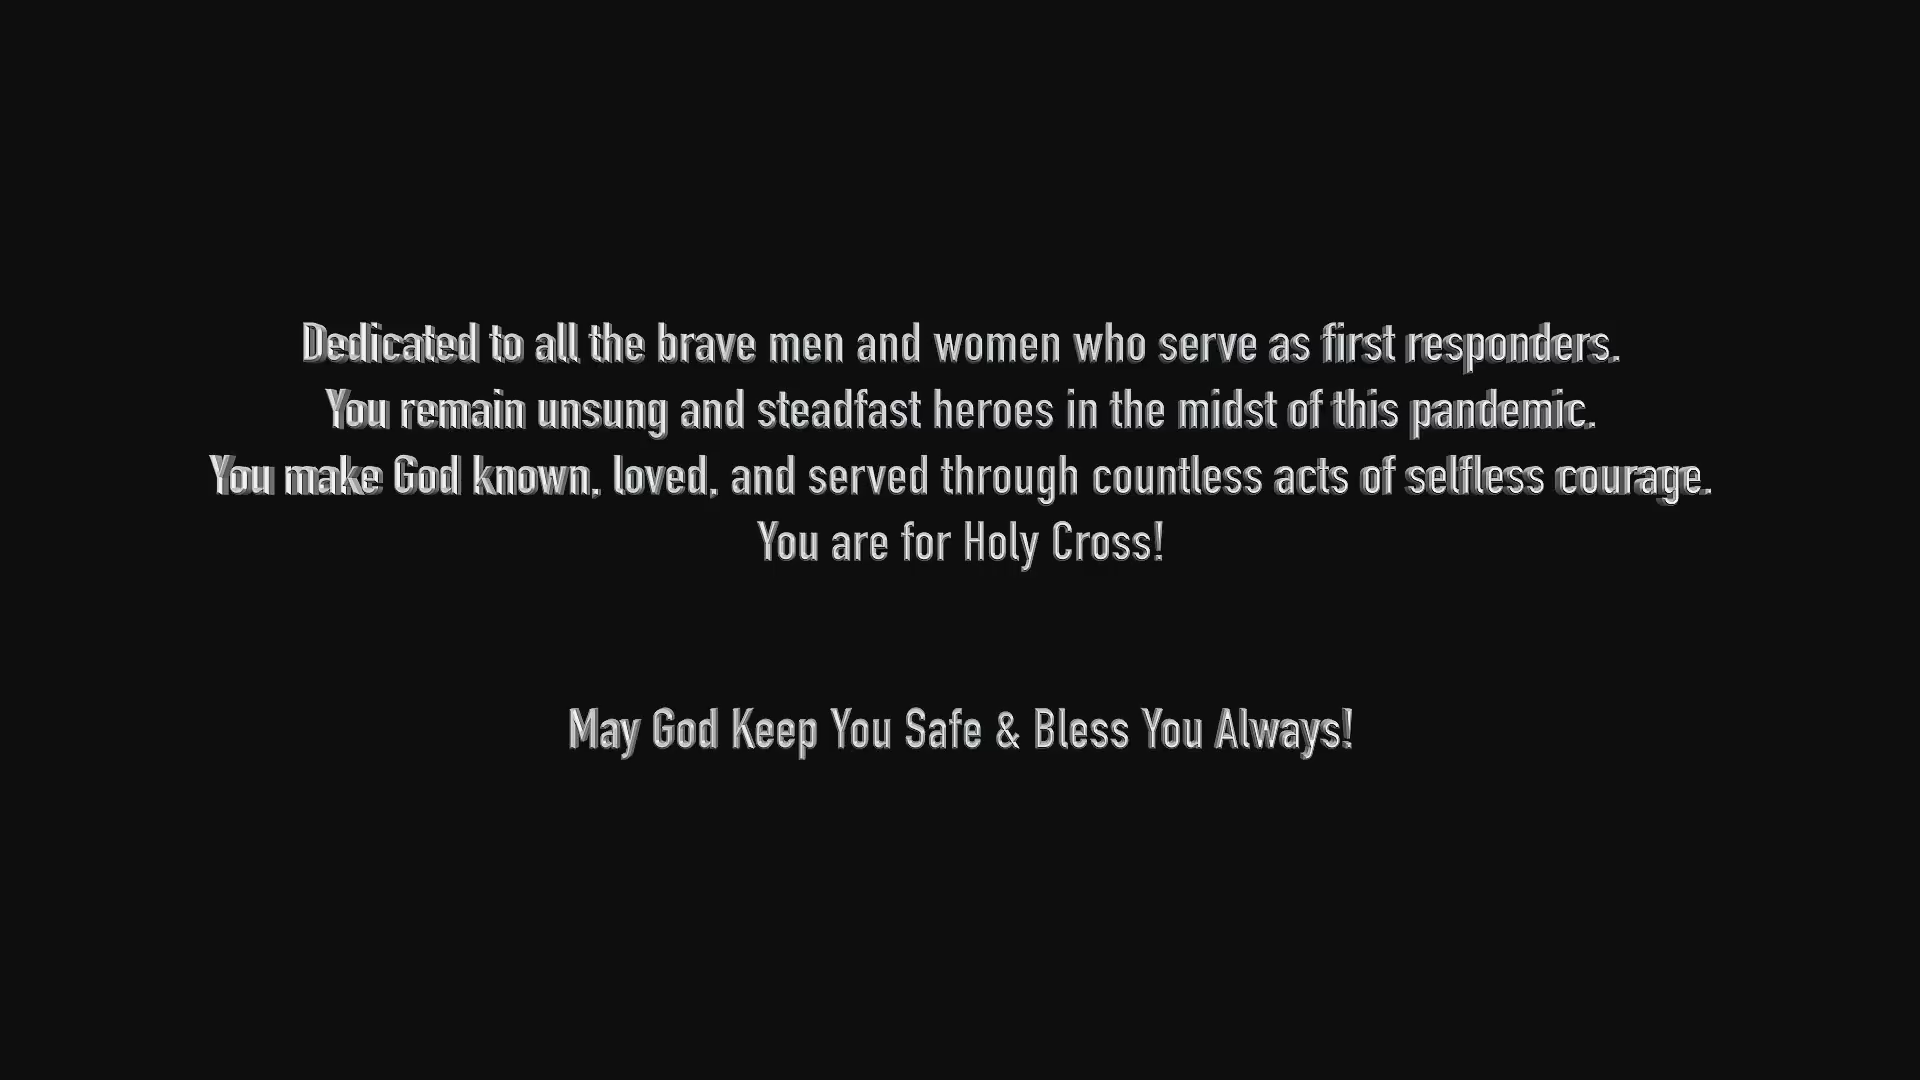 Dedicated to all the brave men and women who serve as first responders.
You remain unsung and steadfast heroes in the midst of this pandemic.
You make God known, loved, and served through countless acts of selfless courage.
You are for Holy Cross!
May God Keep You Safe & Bless You Always!